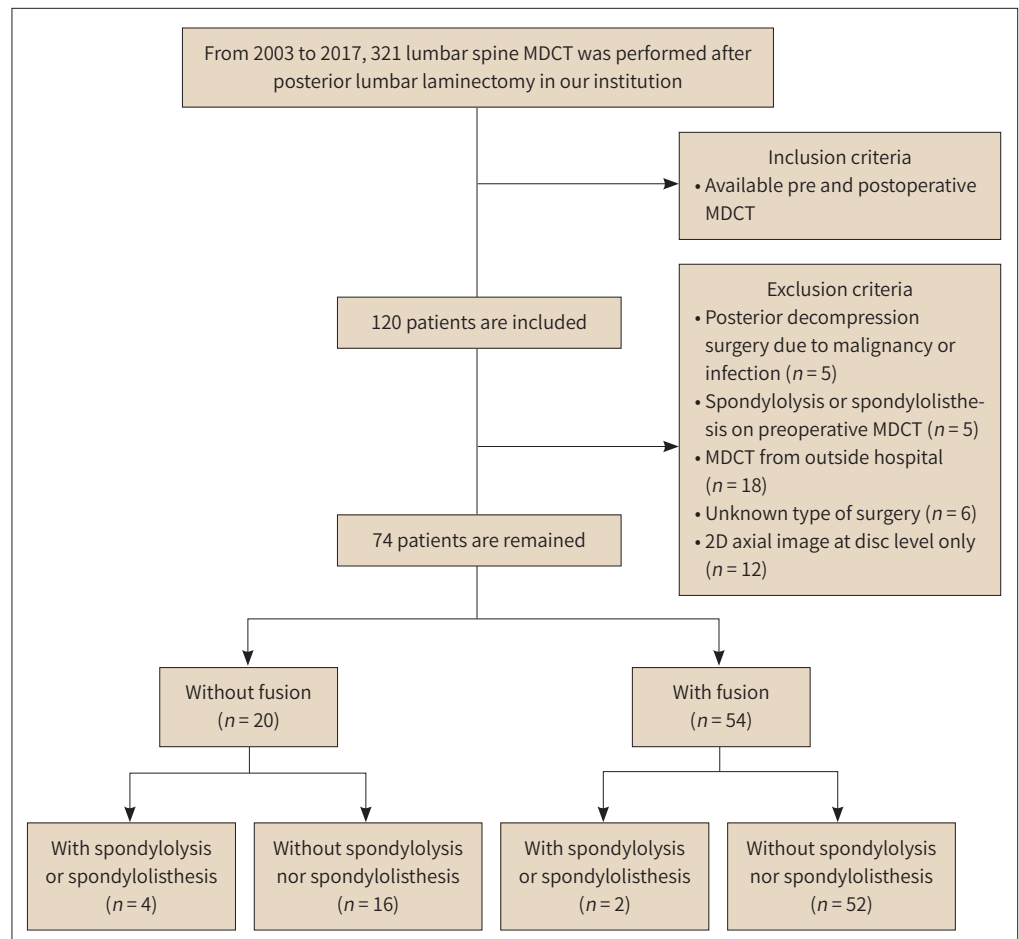 From 2003 to 2017, 321 lumbar spine MDCT was performed after
posterior lumbar laminectomy in our institution
Inclusion criteria
• Available pre and postoperative
MDCT
120 patients are included
Exclusion criteria
• Posterior decompression
surgery due to malignancy or
infection (n = 5)
• Spondylolysis or spondylolisthe-
sis on preoperative MDCT (n = 5)
• MDCT from outside hospital
(n = 18)
• Unknown type of surgery (n = 6)
• 2D axial image at disc level only
(n = 12)
74 patients are remained
Without fusion
(n = 20)
With fusion
(n = 54)
With spondylolysis
or spondylolisthesis
(n = 4)
Without spondylolysis
nor spondylolisthesis
(n = 16)
With spondylolysis
or spondylolisthesis
(n = 2)
Without spondylolysis
nor spondylolisthesis
(n = 52)